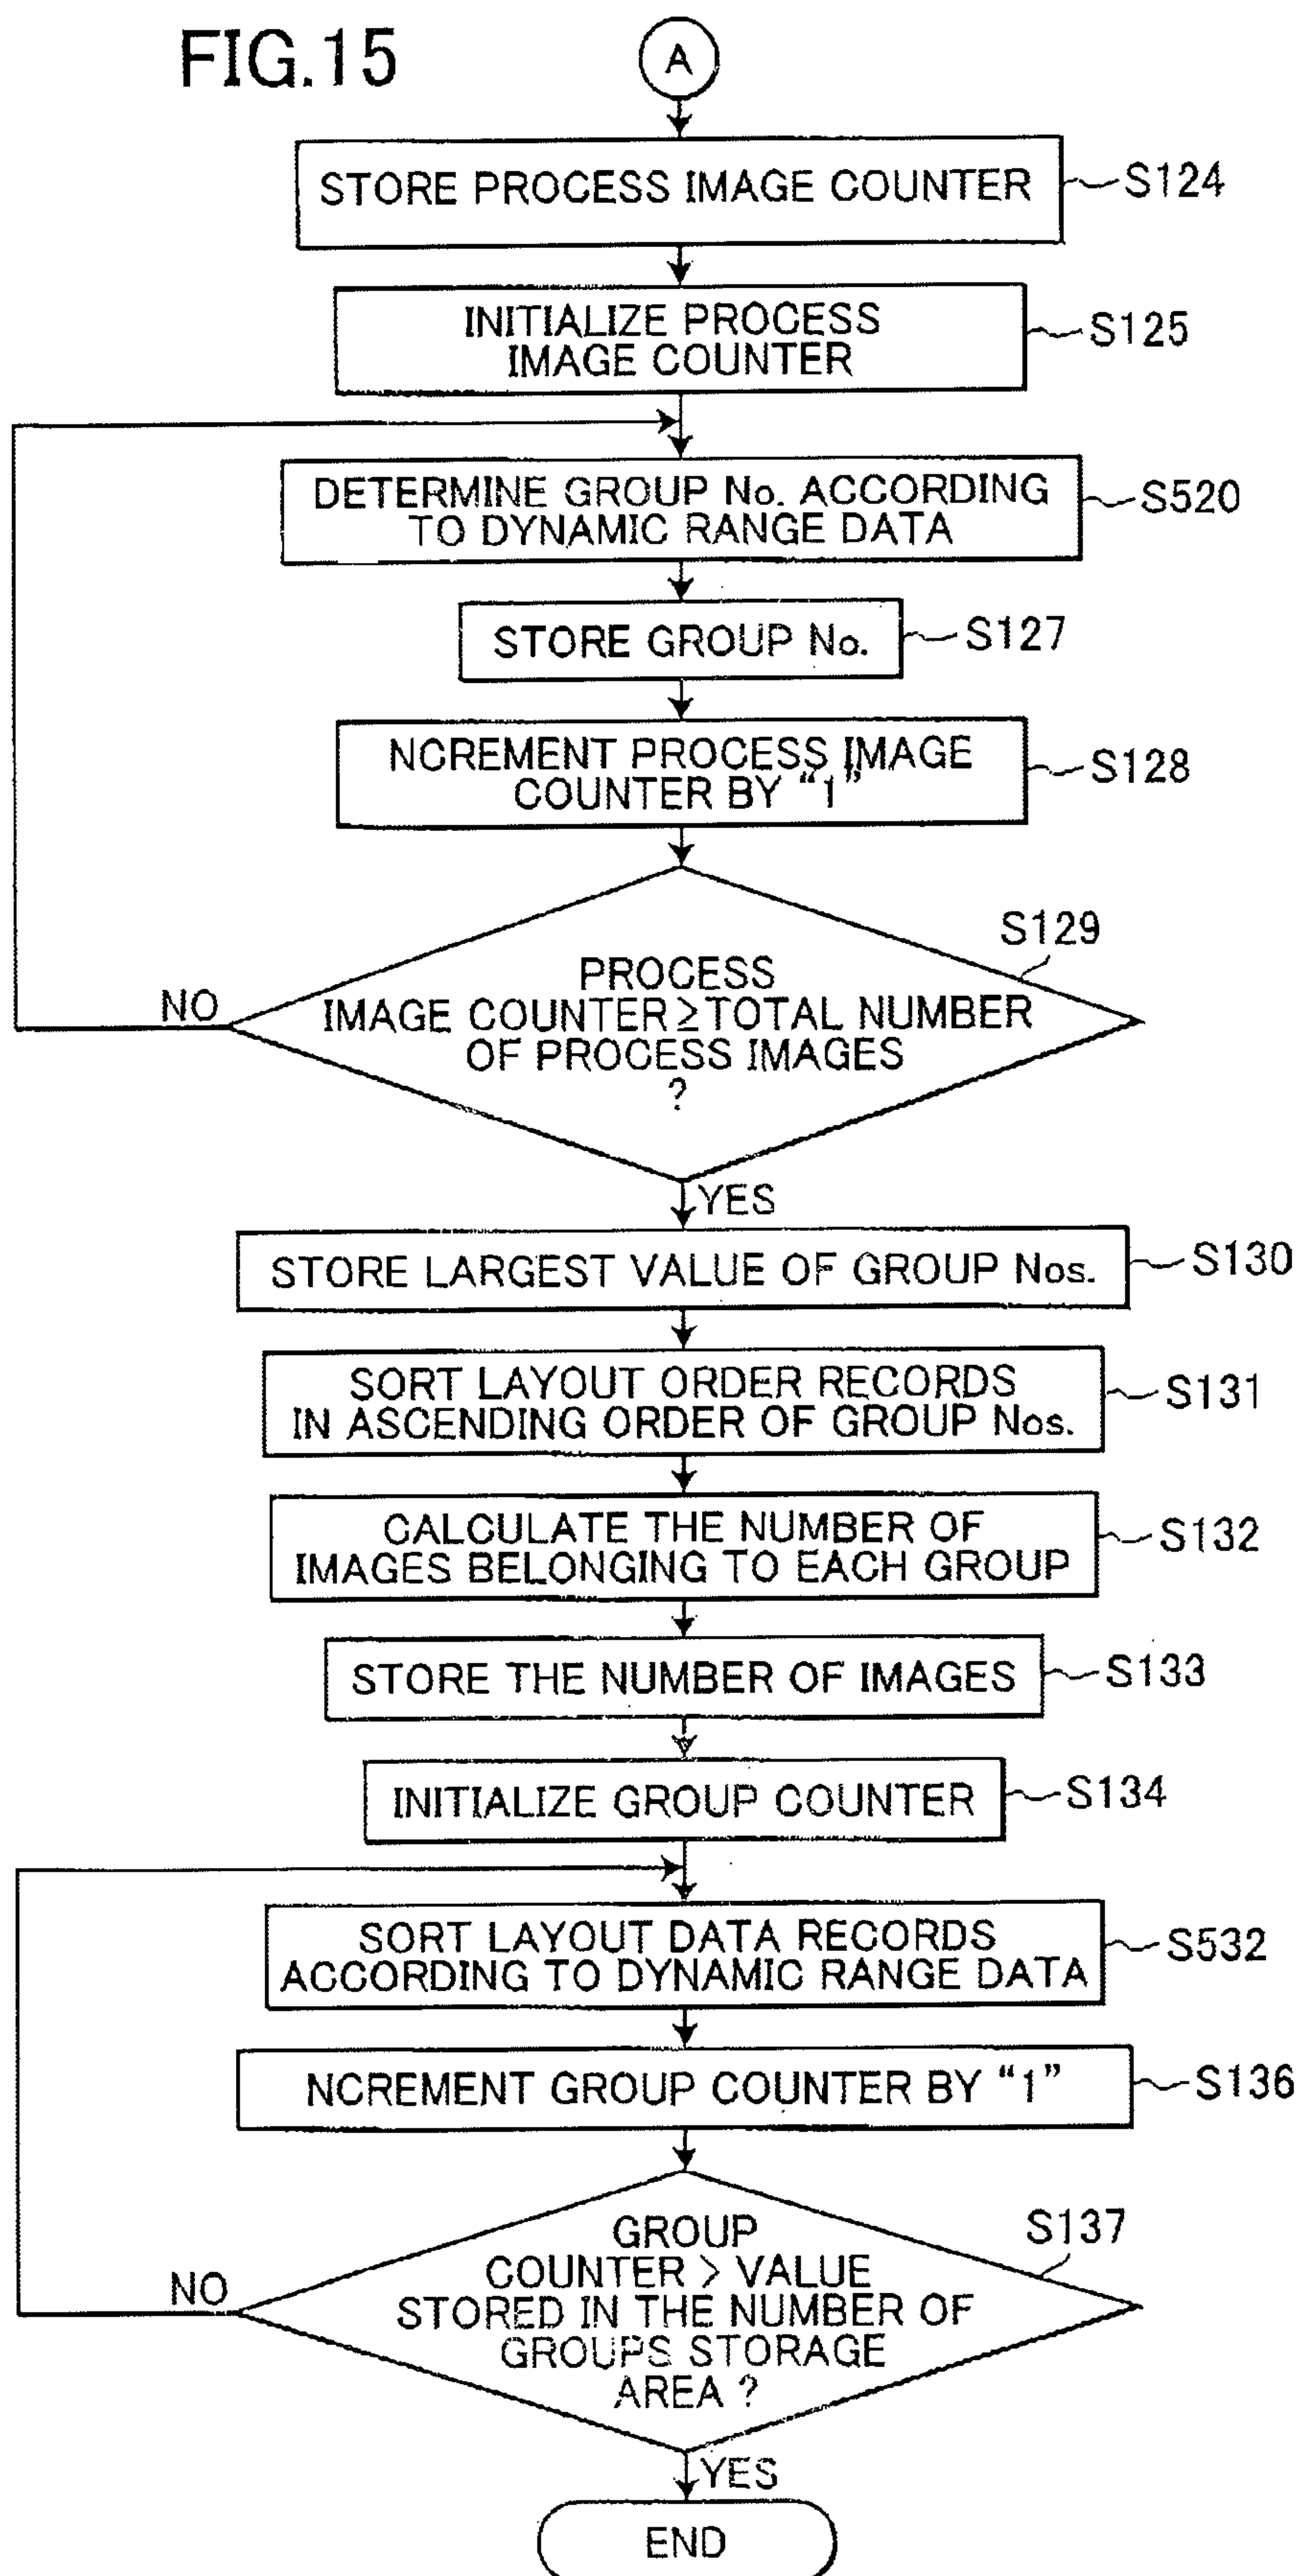 FIG.15
A
STORE PROCESS IMAGE COUNTER
S124
INITIALIZE PROCESS
IMAGE COUNTER
S125
DETERMINE GROUP No. ACCORDING
TO DYNAMIC RANGE DATA
S520
STORE GROUP No.
S127
NCREMENT PROCESS IMAGE
COUNTER BY “1”
S128
S129
PROCESS
IMAGE COUNTER≥TOTAL NUMBER
OF PROCESS IMAGES
?
NO
YES
STORE LARGEST VALUE OF GROUP Nos.
S130
SORT LAYOUT ORDER RECORDS
IN ASCENDING ORDER OF GROUP Nos.
S131
CALCULATE THE NUMBER OF
IMAGES BELONGING TO EACH GROUP
S132
STORE THE NUMBER OF IMAGES
S133
INITIALIZE GROUP COUNTER
S134
SORT LAYOUT DATA RECORDS
ACCORDING TO DYNAMIC RANGE DATA
S532
NCREMENT GROUP COUNTER BY “1”
S136
S137
GROUP
COUNTER > VALUE
STORED IN THE NUMBER OF
GROUPS STORAGE
AREA ?
NO
YES
END